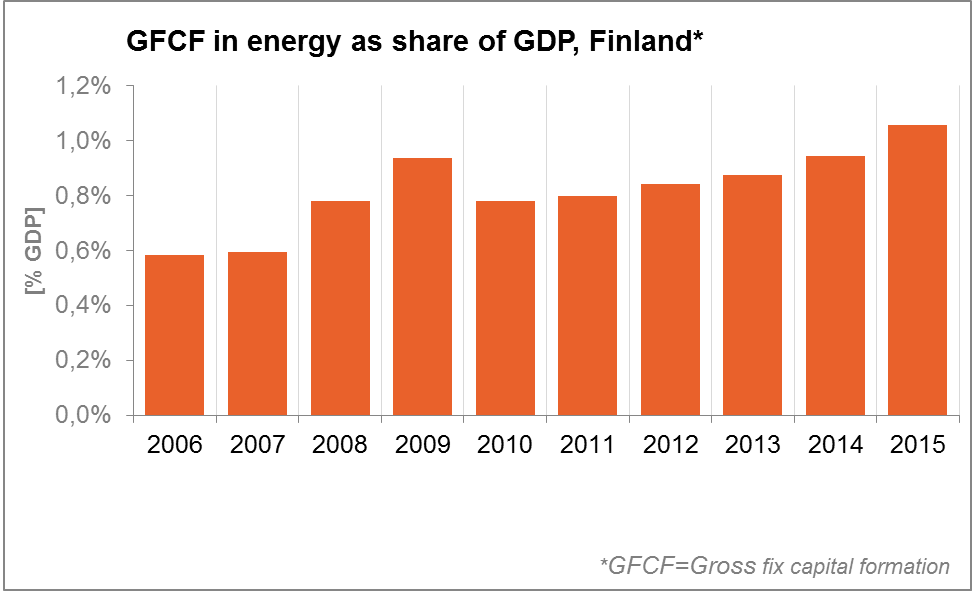 GFCF in energy as share of GDP, Finland*
[% GDP]
1,2%
1,0%
0,8%
0,6%
0,4%
0,2%
0,0%
2006 2007 2008 2009 2010 2011 2012 2013 2014 2015
*GFCF=Gross fix capital formation